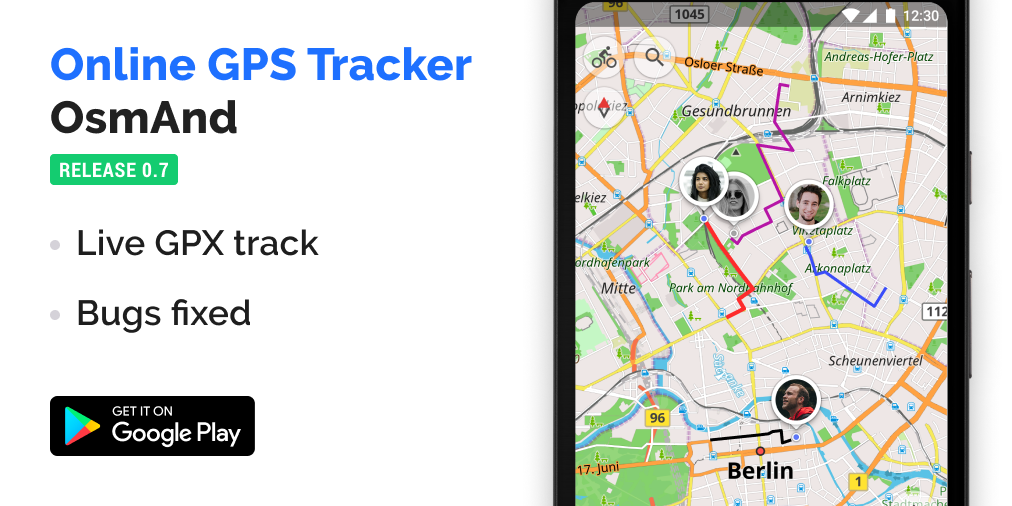 Online GPS Tracker
OsmAnd
RELEASE 0.7
Live GPX track
Bugs fixed
GET IT ON
Google Play
96
1045
12:30
Osloer Straße
Andreas-Hofer-Platz
Arnimkiez
Gesundbrunnen
elkiez
Falkplatz
Vinetaplatz
Arkonaplatz
ordhafenpark
Mitte
Park am Nordbahnhof
112
Scheunenviertel
96
17. Juni
Berlin
1